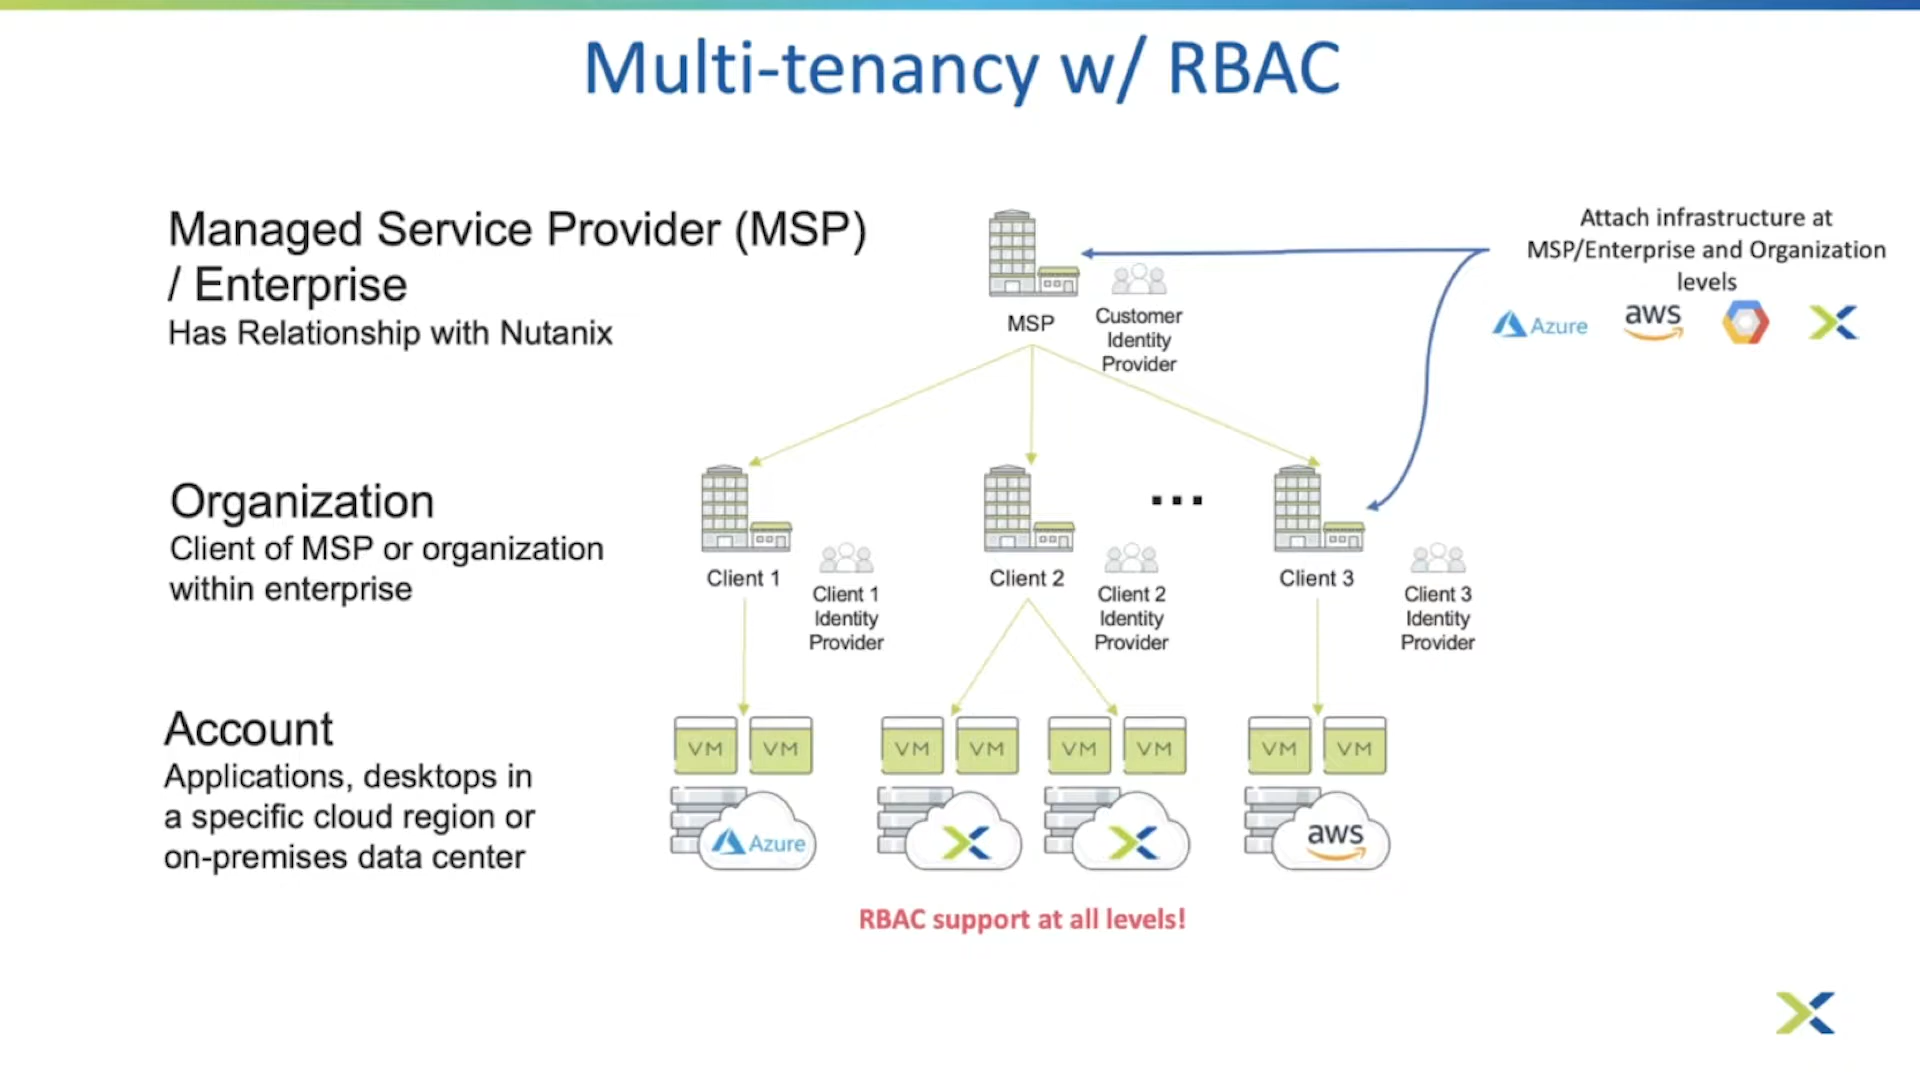 Multi-tenancy w/ RBAC
Managed Service Provider (MSP)
/ Enterprise
Has Relationship with Nutanix
MSP
Customer
Identity
Provider
Attach infrastructure at
MSP/Enterprise and Organization
levels
Azure
aws
Organization
Client of MSP or organization
within enterprise
Client 1
Client 1
Identity
Provider
Client 2
Client 2
Identity
Provider
...
Client 3
Client 3
Identity
Provider
Account
Applications, desktops in
a specific cloud region or
on-premises data center
VM VM
Azure
VM VM
VM VM
VM VM
aws
RBAC support at all levels!